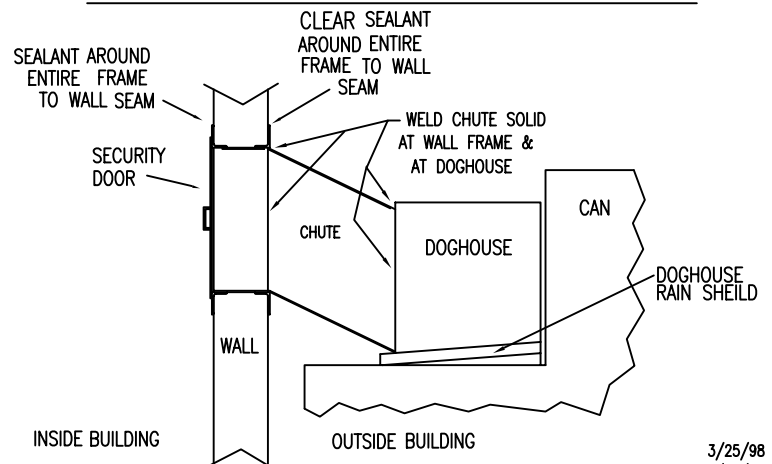 CLEAR SEALANT
AROUND ENTIRE
FRAME TO WALL
SEAM
SEALANT AROUND
ENTIRE FRAME
TO WALL SEAM
WELD CHUTE SOLID
AT WALL FRAME &
AT DOGHOUSE
SECURITY
DOOR
CAN
CHUTE
DOGHOUSE
DOGHOUSE
RAIN SHEILD
WALL
INSIDE BUILDING
OUTSIDE BUILDING
3/25/98